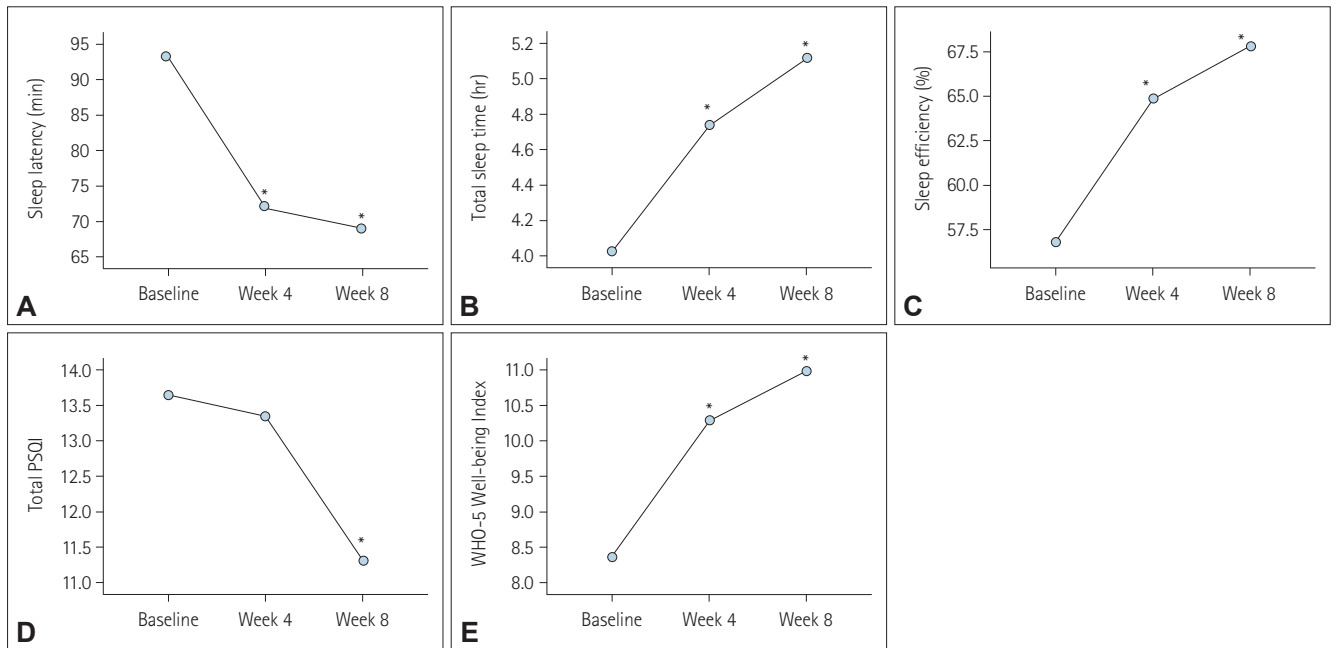 Sleep latency (min)
95
90
85
80
75
70
65
*
*
Baseline Week 4 Week 8
A
Total sleep time (hr)
5.2
5.0
4.8
4.6
4.4
4.2
4.0
*
*
Baseline Week 4 Week 8
B
Sleep efficiency (%)
67.5
65.0
62.5
60.0
57.5
*
*
Baseline Week 4 Week 8
C
Total PSQI
14.0
13.5
13.0
12.5
12.0
11.5
11.0
*
Baseline Week 4 Week 8
D
WHO-5 Well-being Index
11.0
10.5
10.0
9.5
9.0
8.5
8.0
*
*
Baseline Week 4 Week 8
E